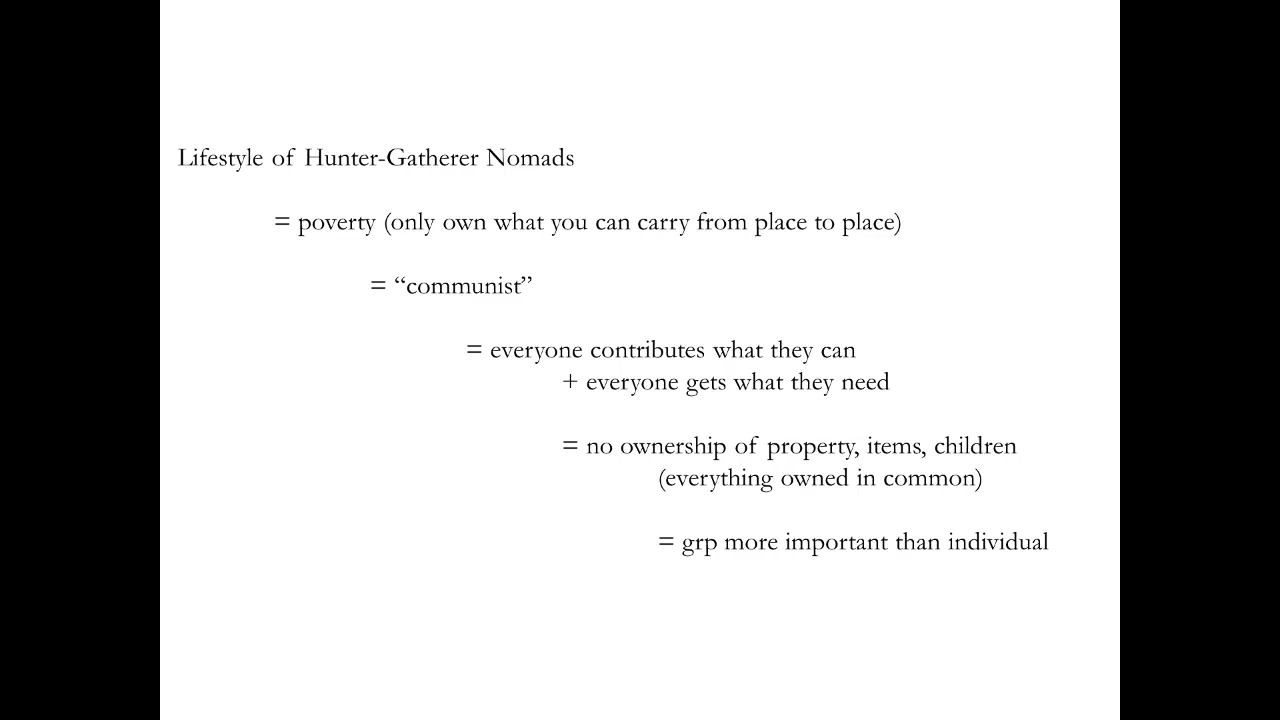 Lifestyle of Hunter-Gatherer Nomads
= poverty (only own what you can carry from place to place)
= “communist”
= everyone contributes what they can
+ everyone gets what they need
= no ownership of property, items, children
(everything owned in common)
= grp more important than individual